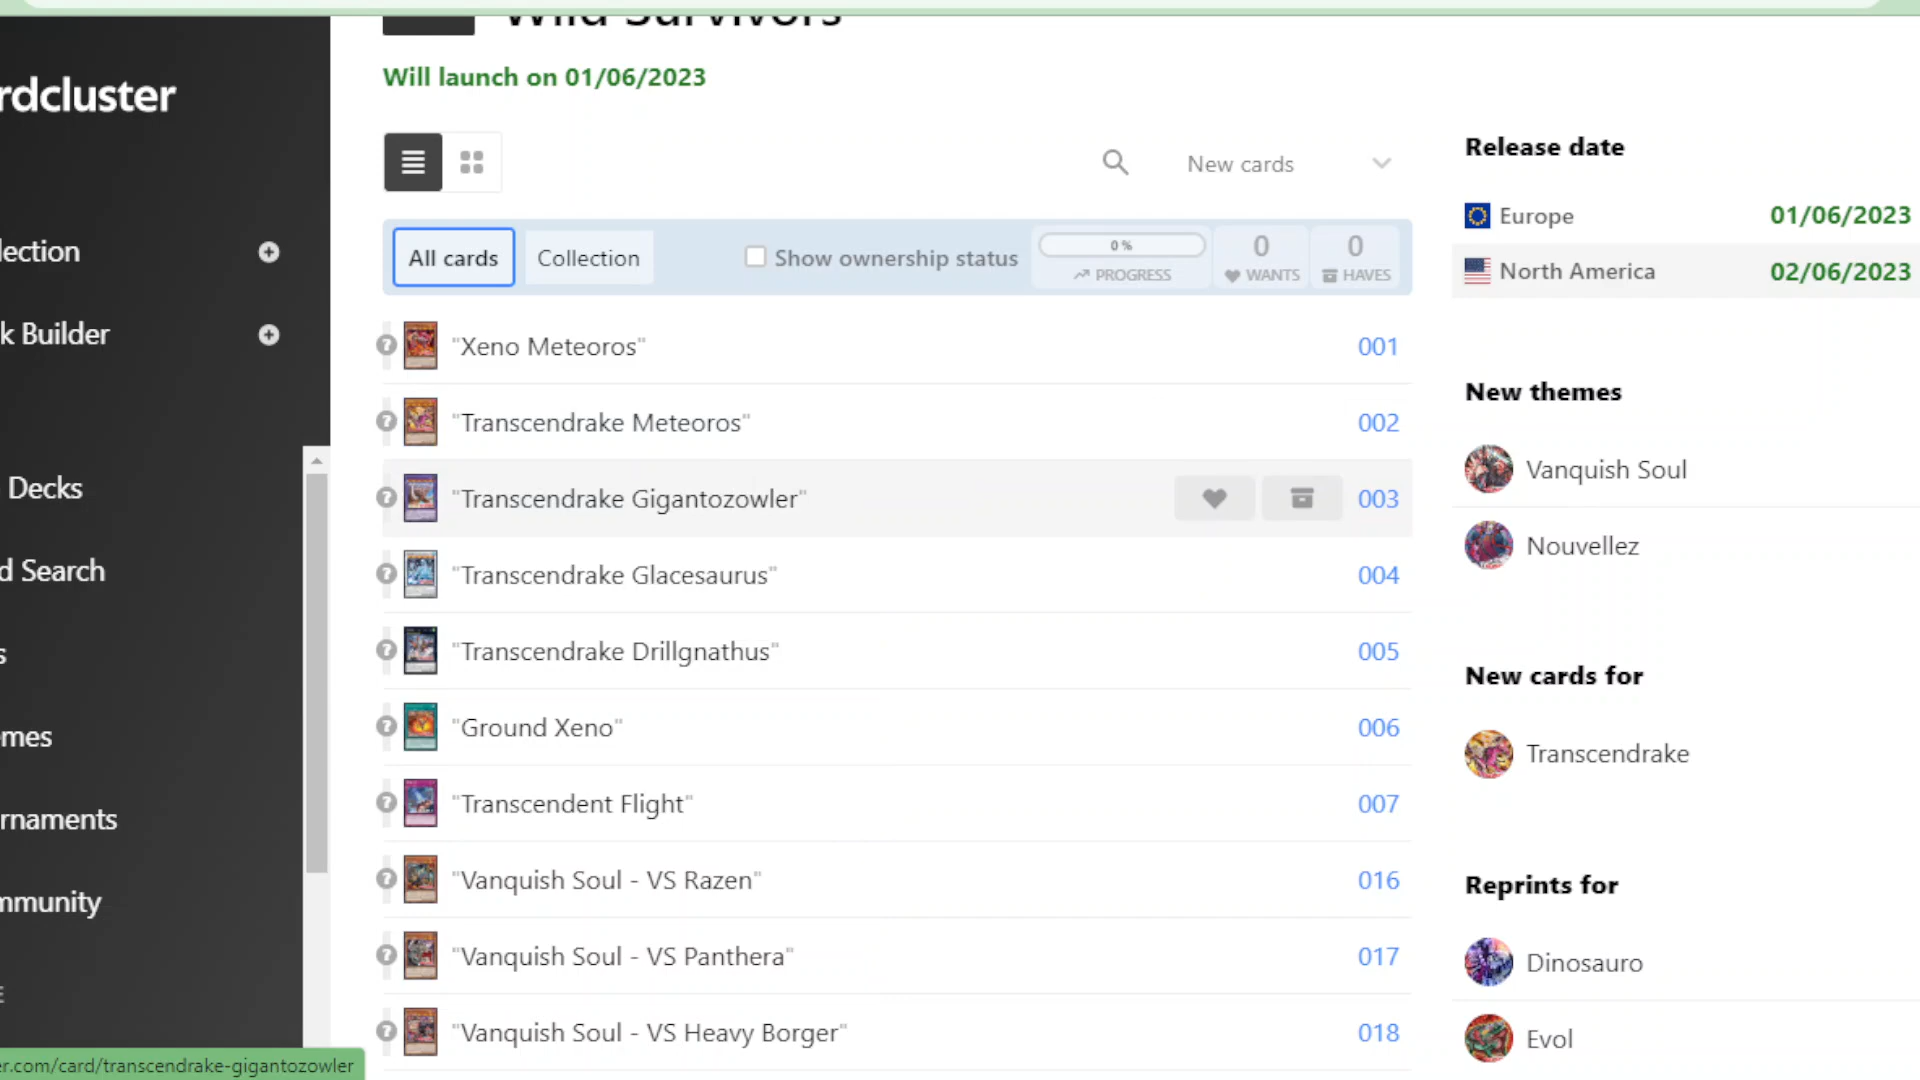 Wild Survivors
Will launch on 01/06/2023
rdcluster
lection
k Builder
Decks
d Search
s
emes
rnaments
mmunity
E
New cards
All cards
Collection
Show ownership status
0 %
PROGRESS
0
WANTS
0
HAVES
"Xeno Meteoros" 001
"Transcendrake Meteoros" 002
"Transcendrake Gigantozowler" 003
"Transcendrake Glacesaurus" 004
"Transcendrake Drillgnathus" 005
"Ground Xeno" 006
"Transcendent Flight" 007
"Vanquish Soul - VS Razen" 016
"Vanquish Soul - VS Panthera" 017
"Vanquish Soul - VS Heavy Borger" 018
Release date
Europe 01/06/2023
North America 02/06/2023
New themes
Vanquish Soul
Nouvellez
New cards for
Transcendrake
Reprints for
Dinosauro
Evol
er.com/card/transcendrake-gigantozowler